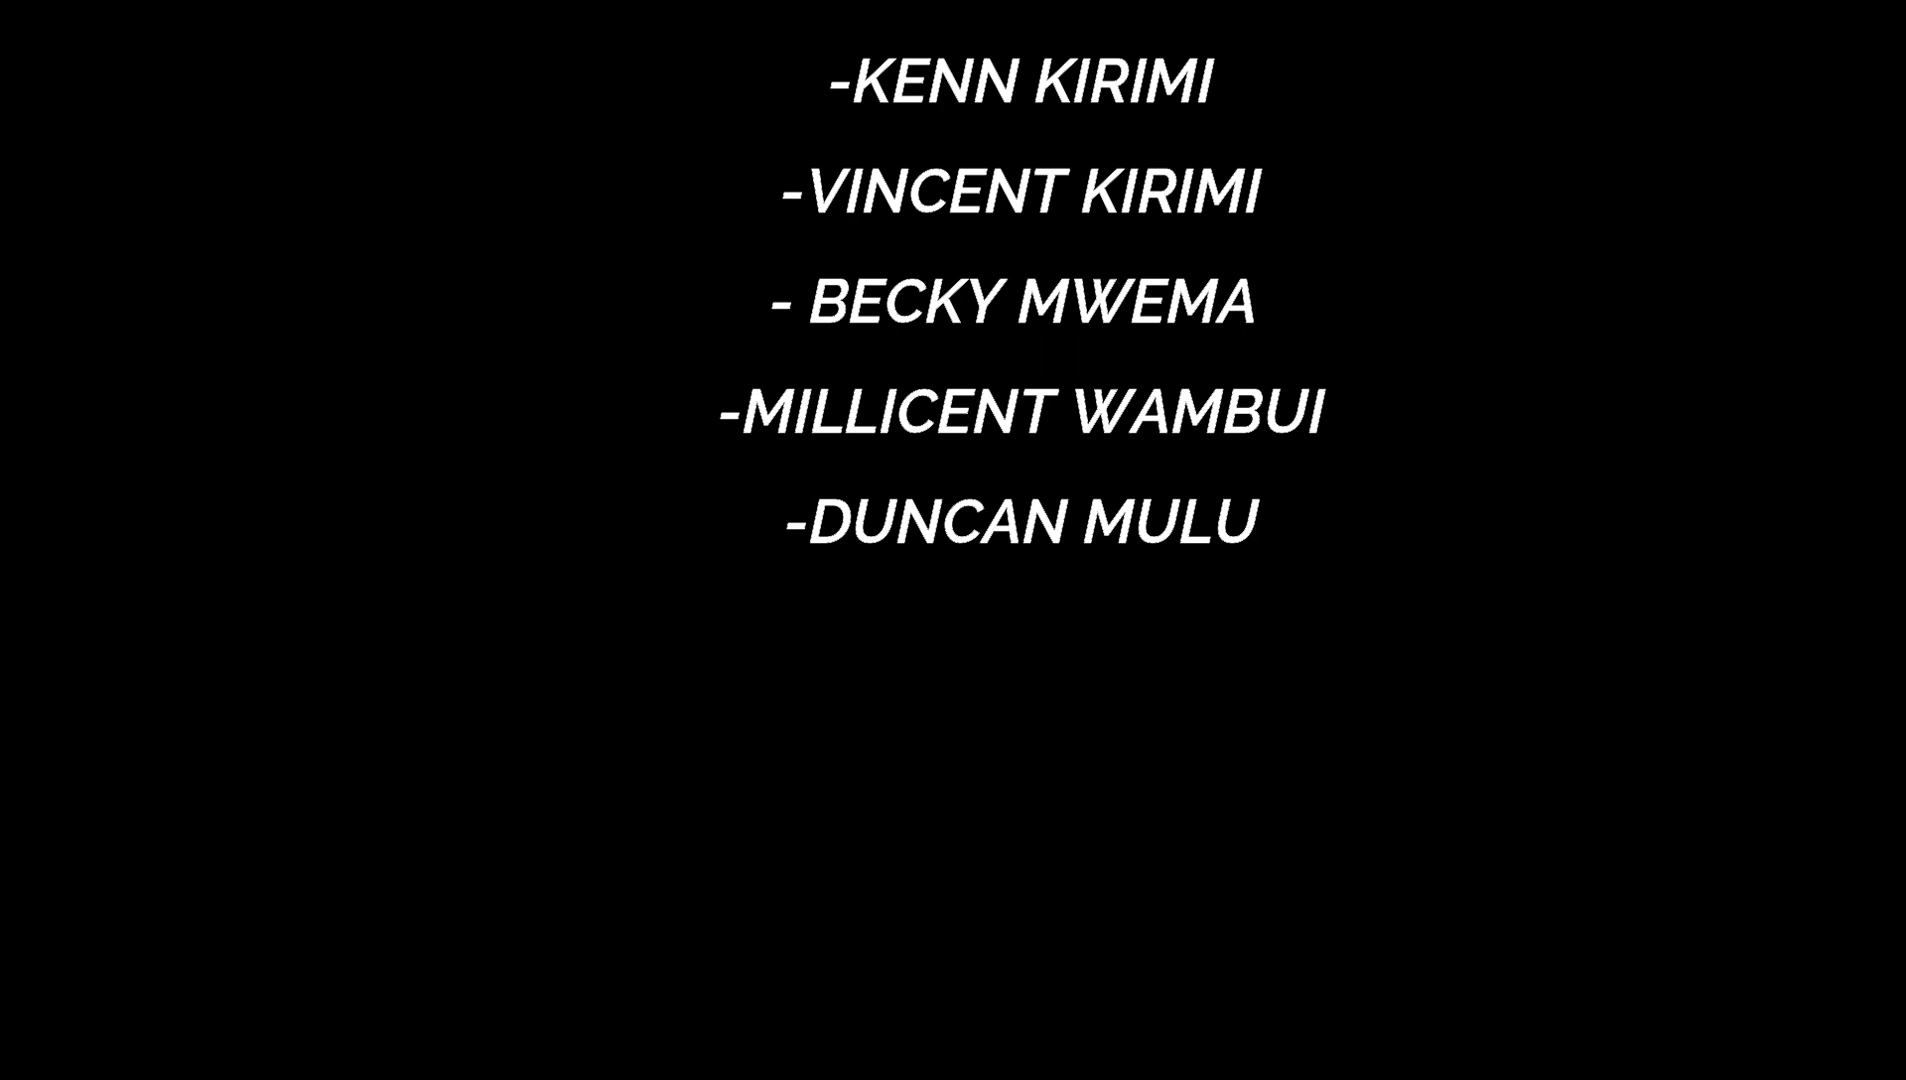 -KENN KIRIMI
-VINCENT KIRIMI
- BECKY MWEMA
-MILLICENT WAMBUI
-DUNCAN MULU